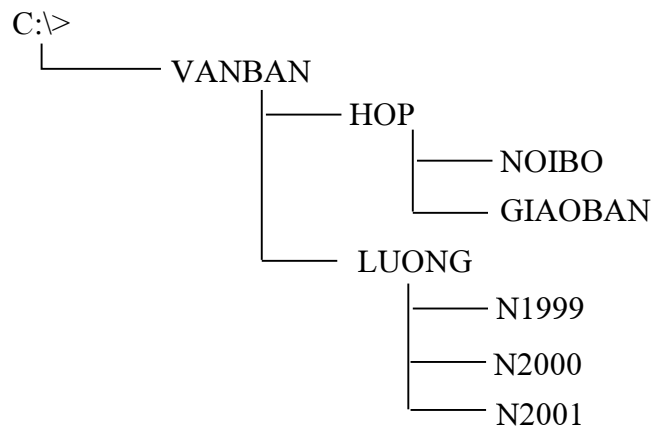 C:\>
VANBAN
HOP
NOIBO
GIAOBAN
LUONG
N1999
N2000
N2001